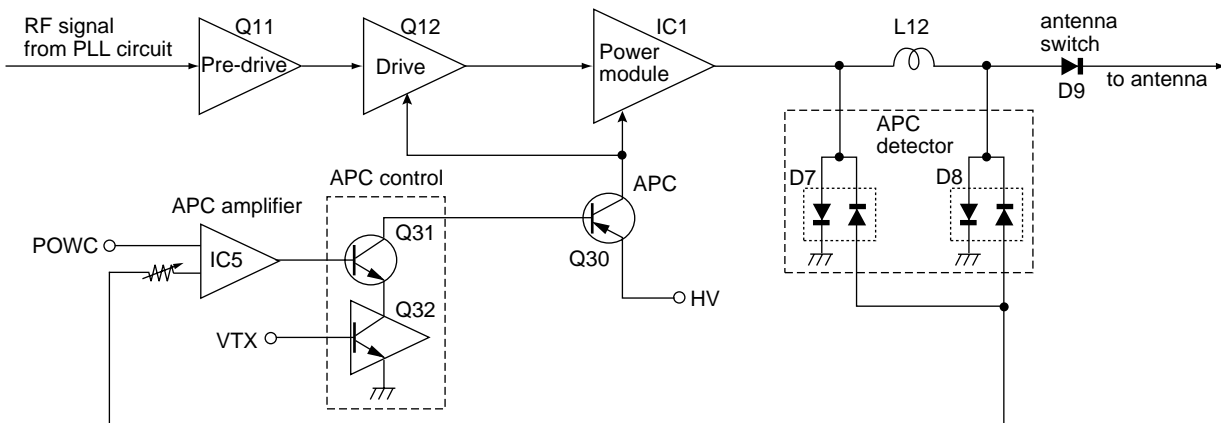 RF signal
from PLL circuit
Q11
Pre-drive
Q12
Drive
IC1
Power
module
L12
antenna
switch
D9
to antenna
APC
detector
D7
D8
APC control
APC
APC amplifier
Q31
Q30
POWC
IC5
HV
Q32
VTX